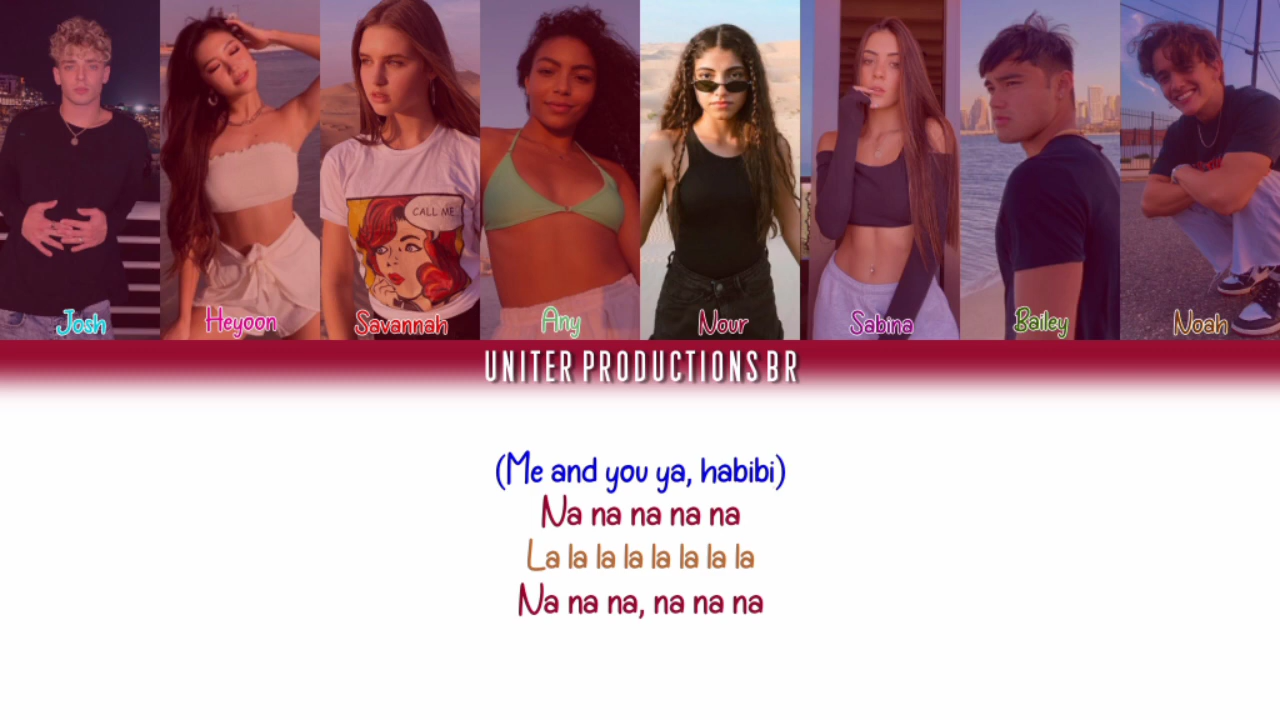 CALL ME...
Josh
Heyoon
Savannah
Any
Nour
Sabina
Bailey
Noah
UNITER PRODUCTIONS BR
(Me and you ya, habibi)
Na na na na na
La la la la la la la la
Na na na, na na na